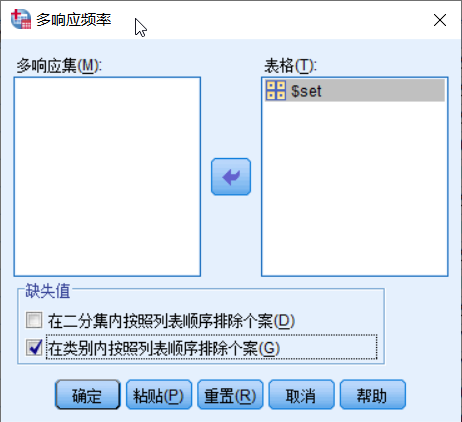 多响应频率
多响应集(M):
表格(T):
$set
缺失值
在二分集内按照列表顺序排除个案(D)
在类别内按照列表顺序排除个案(G)
确定 粘贴(P) 重置(R) 取消 帮助